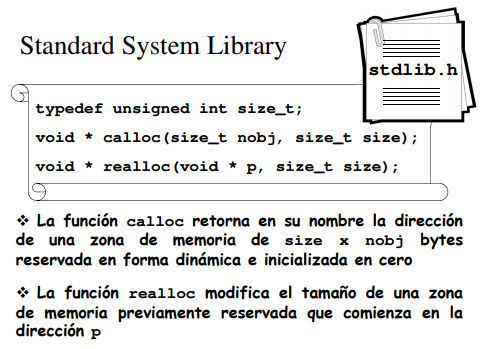 Standard System Library
stdlib.h
typedef unsigned int size_t;
void * calloc(size_t nobj, size_t size);
void * realloc(void * p, size_t size);
❖ La función calloc retorna en su nombre la dirección
de una zona de memoria de size x nobj bytes
reservada en forma dinámica e inicializada en cero
❖ La función realloc modifica el tamaño de una zona
de memoria previamente reservada que comienza en la
dirección p